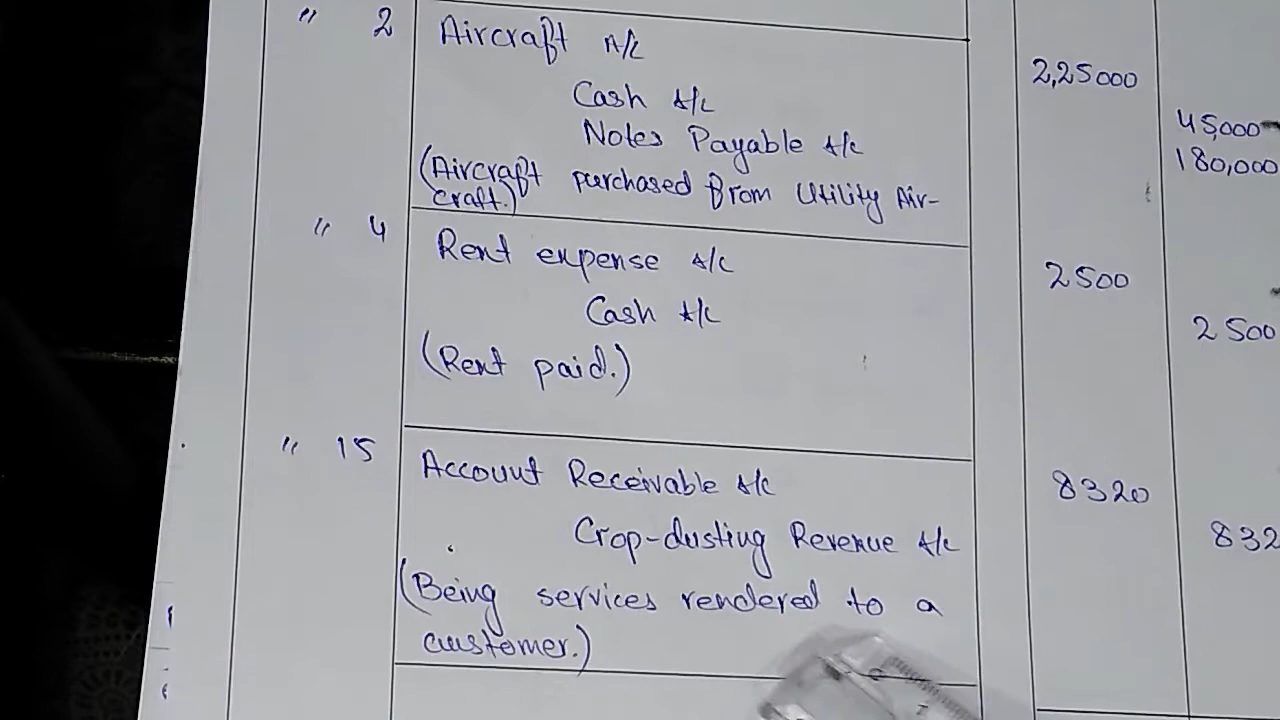 " 2 Aircraft A/c 2,25000
Cash A/c 45,000
Notes Payable A/c 180,000
(Aircraft purchased from Utility Air-
craft.)
" 4 Rent expense A/c 2500
Cash A/c 2500
(Rent paid.)
" 15 Account Receivable A/c 8320
Crop-dusting Revenue A/c 832
(Being services rendered to a
customer.)